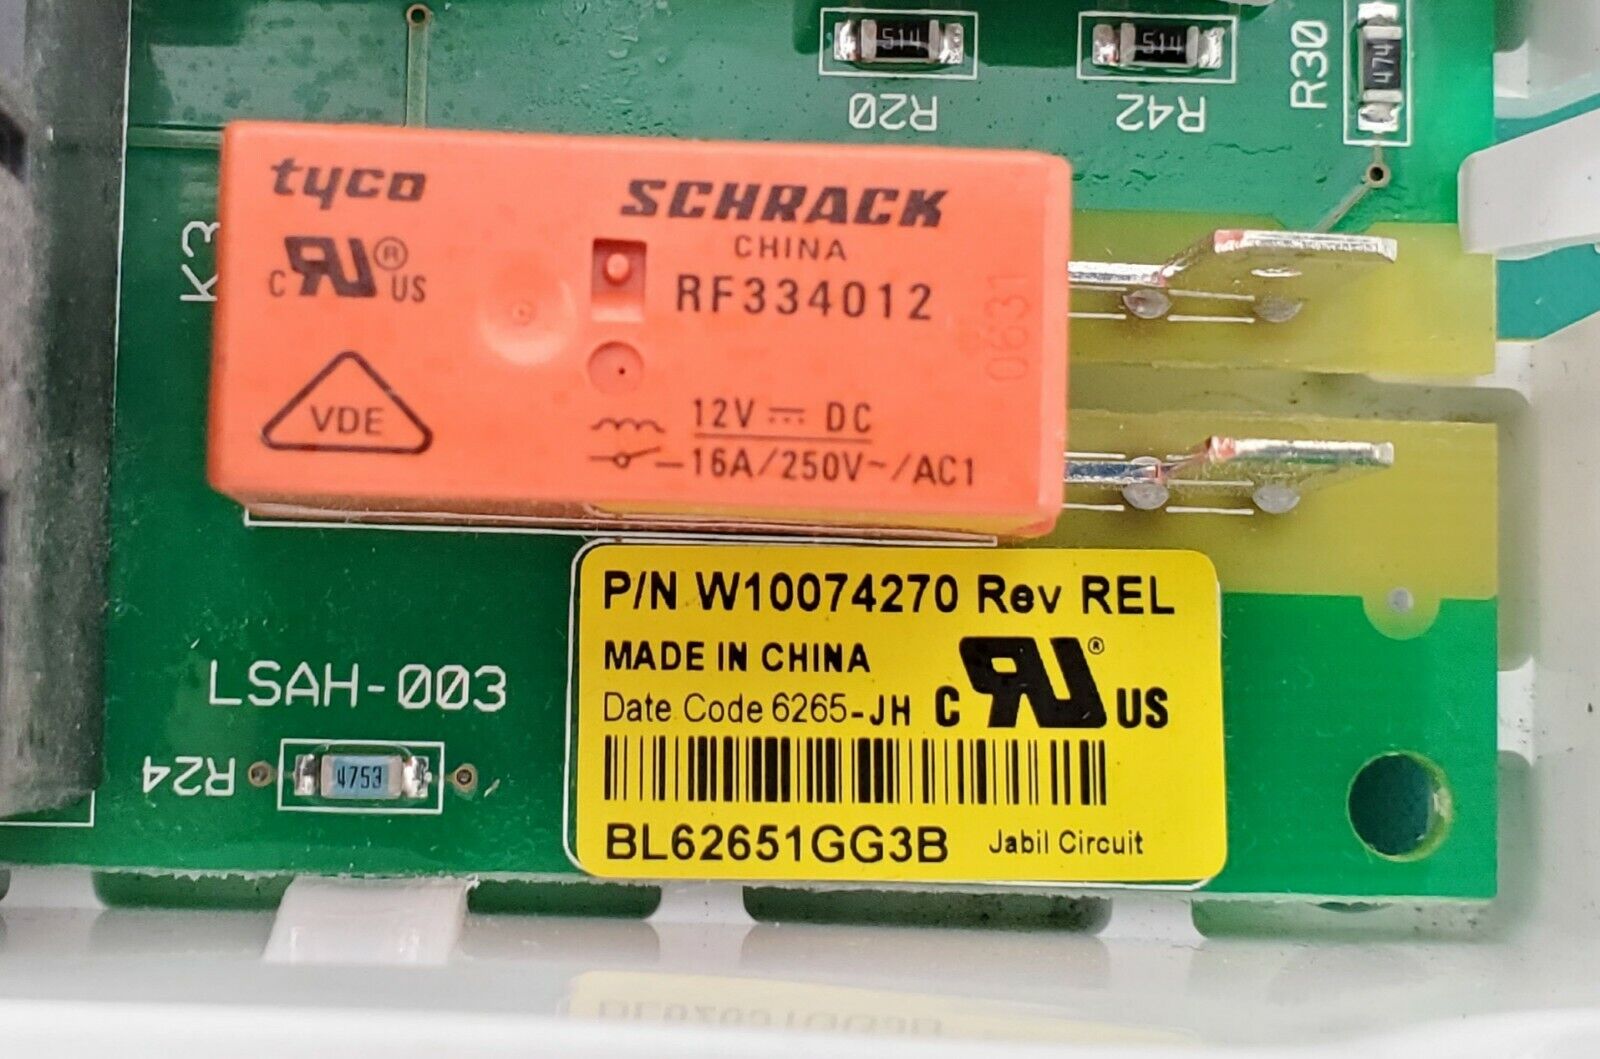 514
514
474
R30
R20
R42
tyco
SCHRACK
CHINA
K3
C US ®
RF334012
0631
VDE
12V DC
16A/250V~/AC1
P/N W10074270 Rev REL
MADE IN CHINA
Date Code 6265-JH C US ®
LSAH-003
R24
4753
BL62651GG3B Jabil Circuit